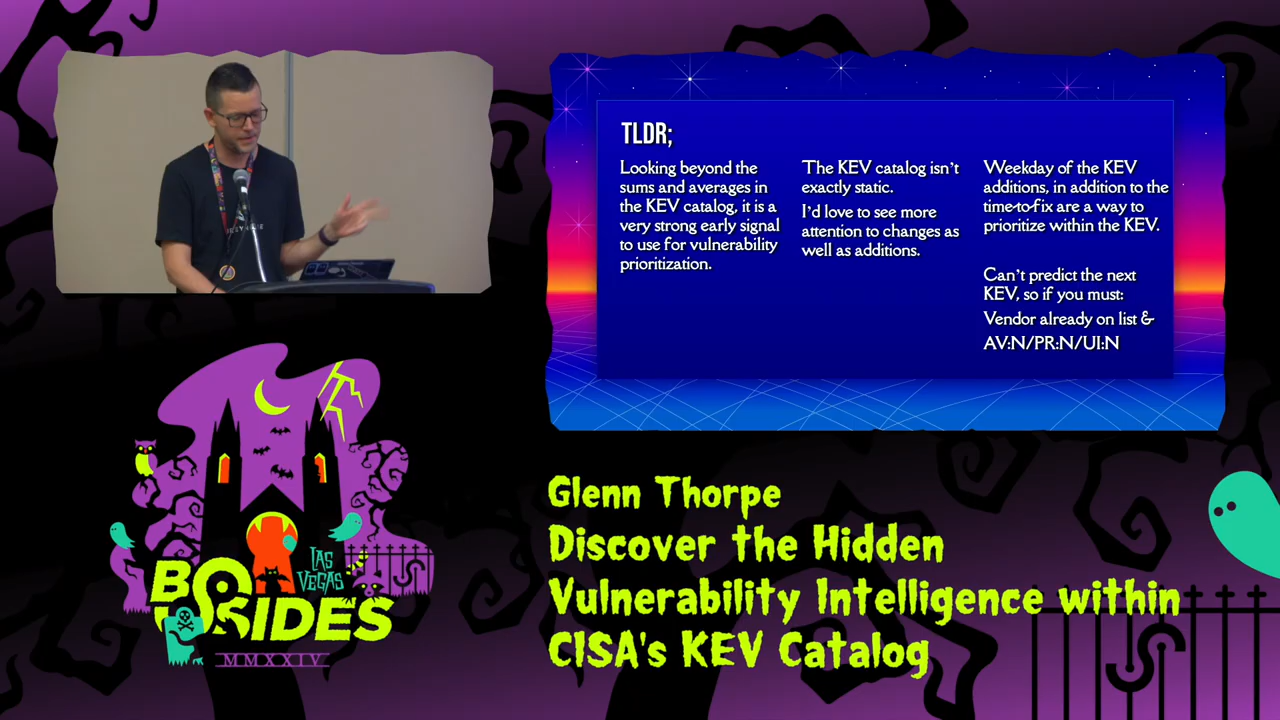 TLDR;
Looking beyond the
sums and averages in
the KEV catalog, it is a
very strong early signal
to use for vulnerability
prioritization.
The KEV catalog isn't
exactly static.
I'd love to see more
attention to changes as
well as additions.
Weekday of the KEV
additions, in addition to the
time-to-fix are a way to
prioritize within the KEV.
Can't predict the next
KEV, so if you must:
Vendor already on list &
AV:N/PR:N/UI:N
LAS
VEGAS
BSIDES
MMXXIV
Glenn Thorpe
Discover the Hidden
Vulnerability Intelligence within
CISA's KEV Catalog